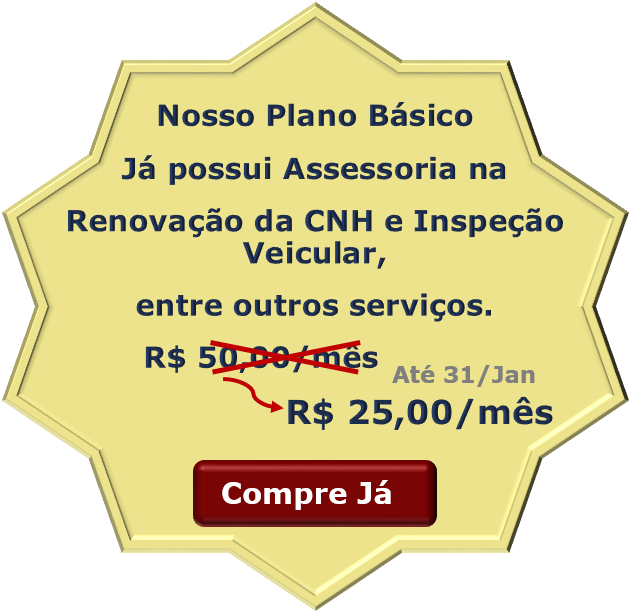 Nosso Plano Básico
Já possui Assessoria na
Renovação da CNH e Inspeção
Veicular,
entre outros serviços.
R$ 50,00/mês
Até 31/Jan
R$ 25,00/mês
Compre Já